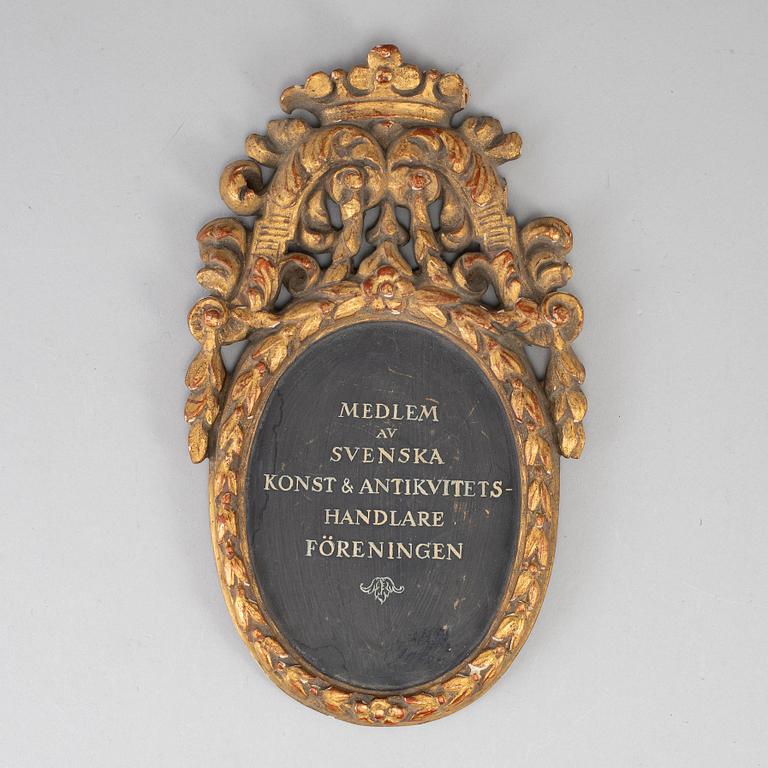 MEDLEM
AV
SVENSKA
KONST & ANTIKVITETS-
HANDLARE
FÖRENINGEN